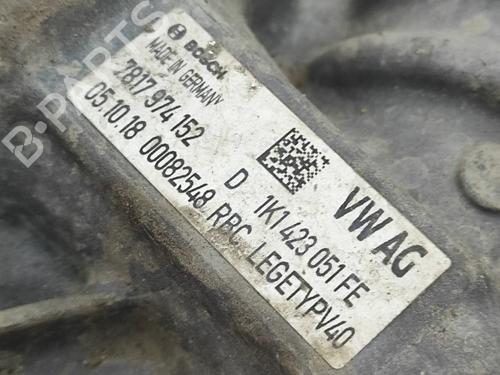 BOSCH
MADE IN GERMANY
7817 974 152
05.10.18 00082548 RBC LEGETYPV40
D 1K1 423 051 FE
VW AG
B-PARTS